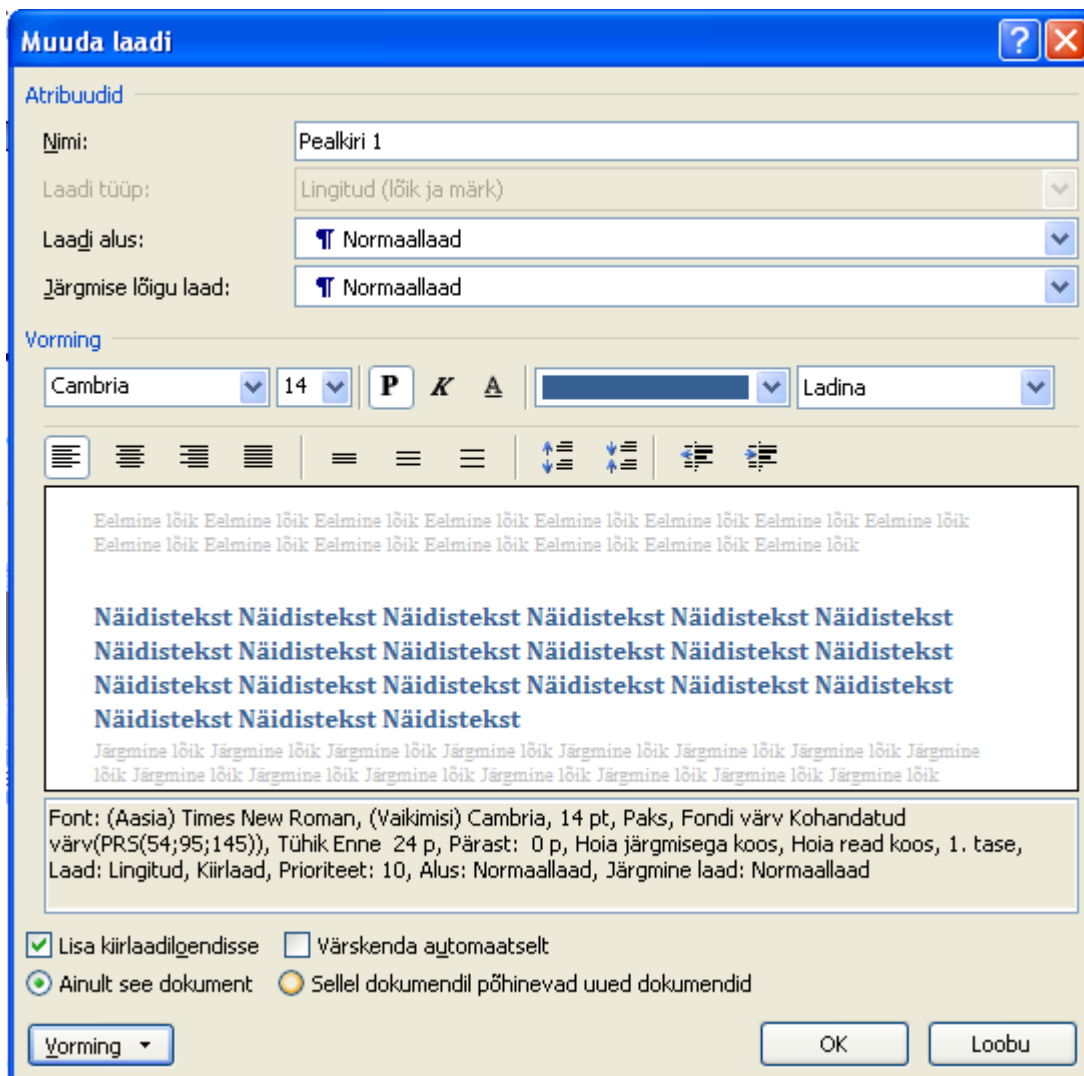 Muuda laadi
Atribuudid
Nimi: Pealkiri 1
Laadi tüüp: Lingitud (lõik ja märk)
Laadi alus: ¶ Normaallaad
Järgmise lõigu laad: ¶ Normaallaad
Vorming
Cambria 14 P K A Ladina
Eelmine lõik Eelmine lõik Eelmine lõik Eelmine lõik Eelmine lõik Eelmine lõik Eelmine lõik Eelmine lõik
Eelmine lõik Eelmine lõik Eelmine lõik Eelmine lõik Eelmine lõik Eelmine lõik Eelmine lõik
Näidistekst Näidistekst Näidistekst Näidistekst Näidistekst Näidistekst
Näidistekst Näidistekst Näidistekst Näidistekst Näidistekst Näidistekst
Näidistekst Näidistekst Näidistekst Näidistekst Näidistekst Näidistekst
Näidistekst Näidistekst Näidistekst
Järgmine lõik Järgmine lõik Järgmine lõik Järgmine lõik Järgmine lõik Järgmine lõik Järgmine lõik Järgmine
lõik Järgmine lõik Järgmine lõik Järgmine lõik Järgmine lõik Järgmine lõik Järgmine lõik Järgmine lõik
Font: (Aasia) Times New Roman, (Vaikimisi) Cambria, 14 pt, Paks, Fondi värv Kohandatud
värv(PRS(54;95;145)), Tühik Enne 24 p, Pärast: 0 p, Hoia järgmisega koos, Hoia read koos, 1. tase,
Laad: Lingitud, Kiirlaad, Prioriteet: 10, Alus: Normaallaad, Järgmine laad: Normaallaad
Lisa kiirlaadiloendisse Värskenda automaatselt
Ainult see dokument Sellel dokumendil põhinevad uued dokumendid
Vorming OK Loobu